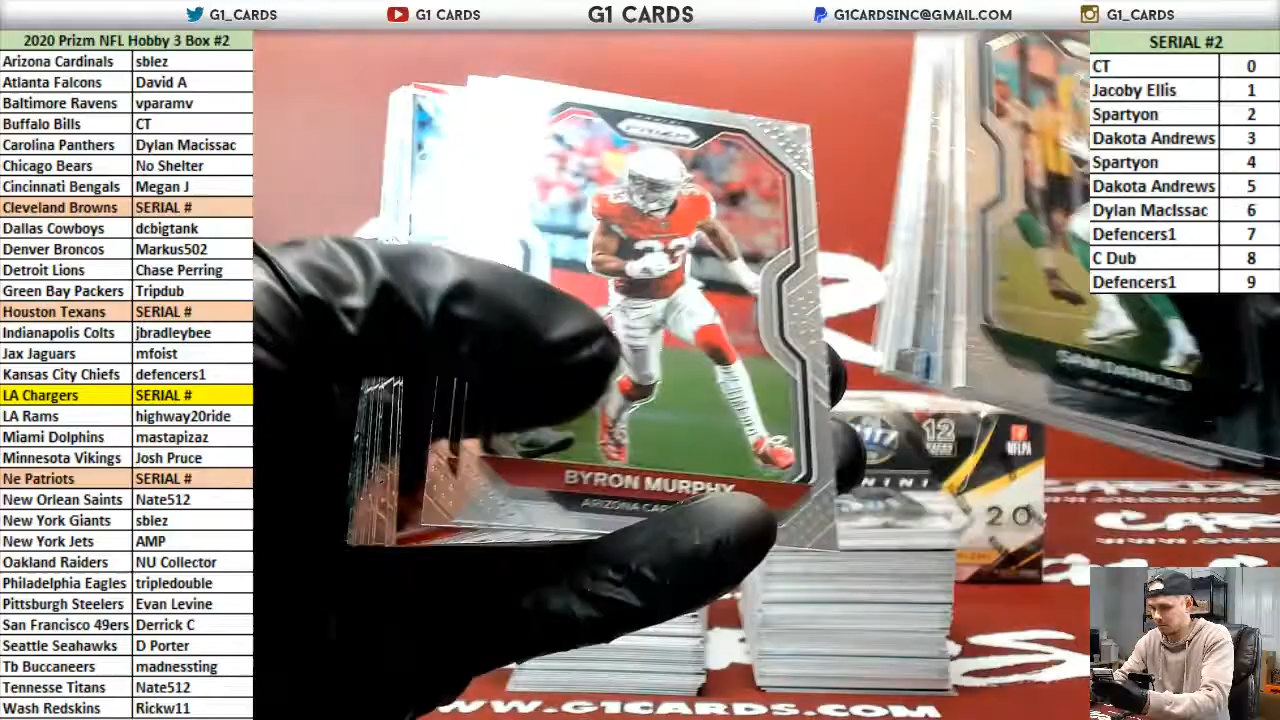 G1_CARDS
G1 CARDS
G1 CARDS
G1CARDSINC@GMAIL.COM
G1_CARDS
2020 Prizm NFL Hobby 3 Box #2
Arizona Cardinals sblez
Atlanta Falcons David A
Baltimore Ravens vparamv
Buffalo Bills CT
Carolina Panthers Dylan Macissac
Chicago Bears No Shelter
Cincinnati Bengals Megan J
Cleveland Browns SERIAL #
Dallas Cowboys dcbigtank
Denver Broncos Markus502
Detroit Lions Chase Perring
Green Bay Packers Tripdub
Houston Texans SERIAL #
Indianapolis Colts jbradleybee
Jax Jaguars mfoist
Kansas City Chiefs defencers1
LA Chargers SERIAL #
LA Rams highway20ride
Miami Dolphins mastapizaz
Minnesota Vikings Josh Pruce
Ne Patriots SERIAL #
New Orlean Saints Nate512
New York Giants sblez
New York Jets AMP
Oakland Raiders NU Collector
Philadelphia Eagles tripledouble
Pittsburgh Steelers Evan Levine
San Francisco 49ers Derrick C
Seattle Seahawks D Porter
Tb Buccaneers madnessting
Tennesse Titans Nate512
Wash Redskins Rickw11
SERIAL #2
CT 0
Jacoby Ellis 1
Spartyon 2
Dakota Andrews 3
Spartyon 4
Dakota Andrews 5
Dylan MacIssac 6
Defencers1 7
C Dub 8
Defencers1 9
PRIZM
33
BYRON MURPHY
ARIZONA
SAM DARNOLD
12
NFLPA
PANINI
20
WWW.G1CARDS.COM